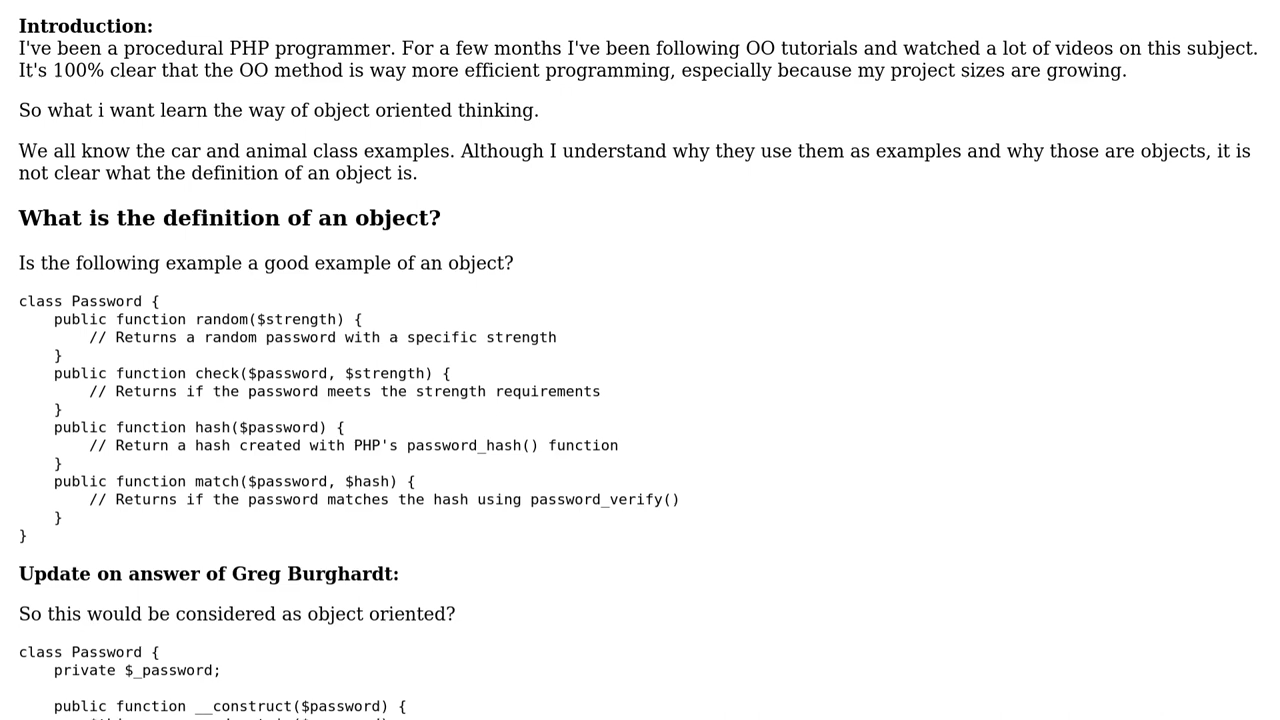 Introduction:
I've been a procedural PHP programmer. For a few months I've been following OO tutorials and watched a lot of videos on this subject.
It's 100% clear that the OO method is way more efficient programming, especially because my project sizes are growing.
So what i want learn the way of object oriented thinking.
We all know the car and animal class examples. Although I understand why they use them as examples and why those are objects, it is
not clear what the definition of an object is.
What is the definition of an object?
Is the following example a good example of an object?
class Password {
    public function random($strength) {
        // Returns a random password with a specific strength
    }
    public function check($password, $strength) {
        // Returns if the password meets the strength requirements
    }
    public function hash($password) {
        // Return a hash created with PHP's password_hash() function
    }
    public function match($password, $hash) {
        // Returns if the password matches the hash using password_verify()
    }
}
Update on answer of Greg Burghardt:
So this would be considered as object oriented?
class Password {
    private $_password;
    public function __construct($password) {